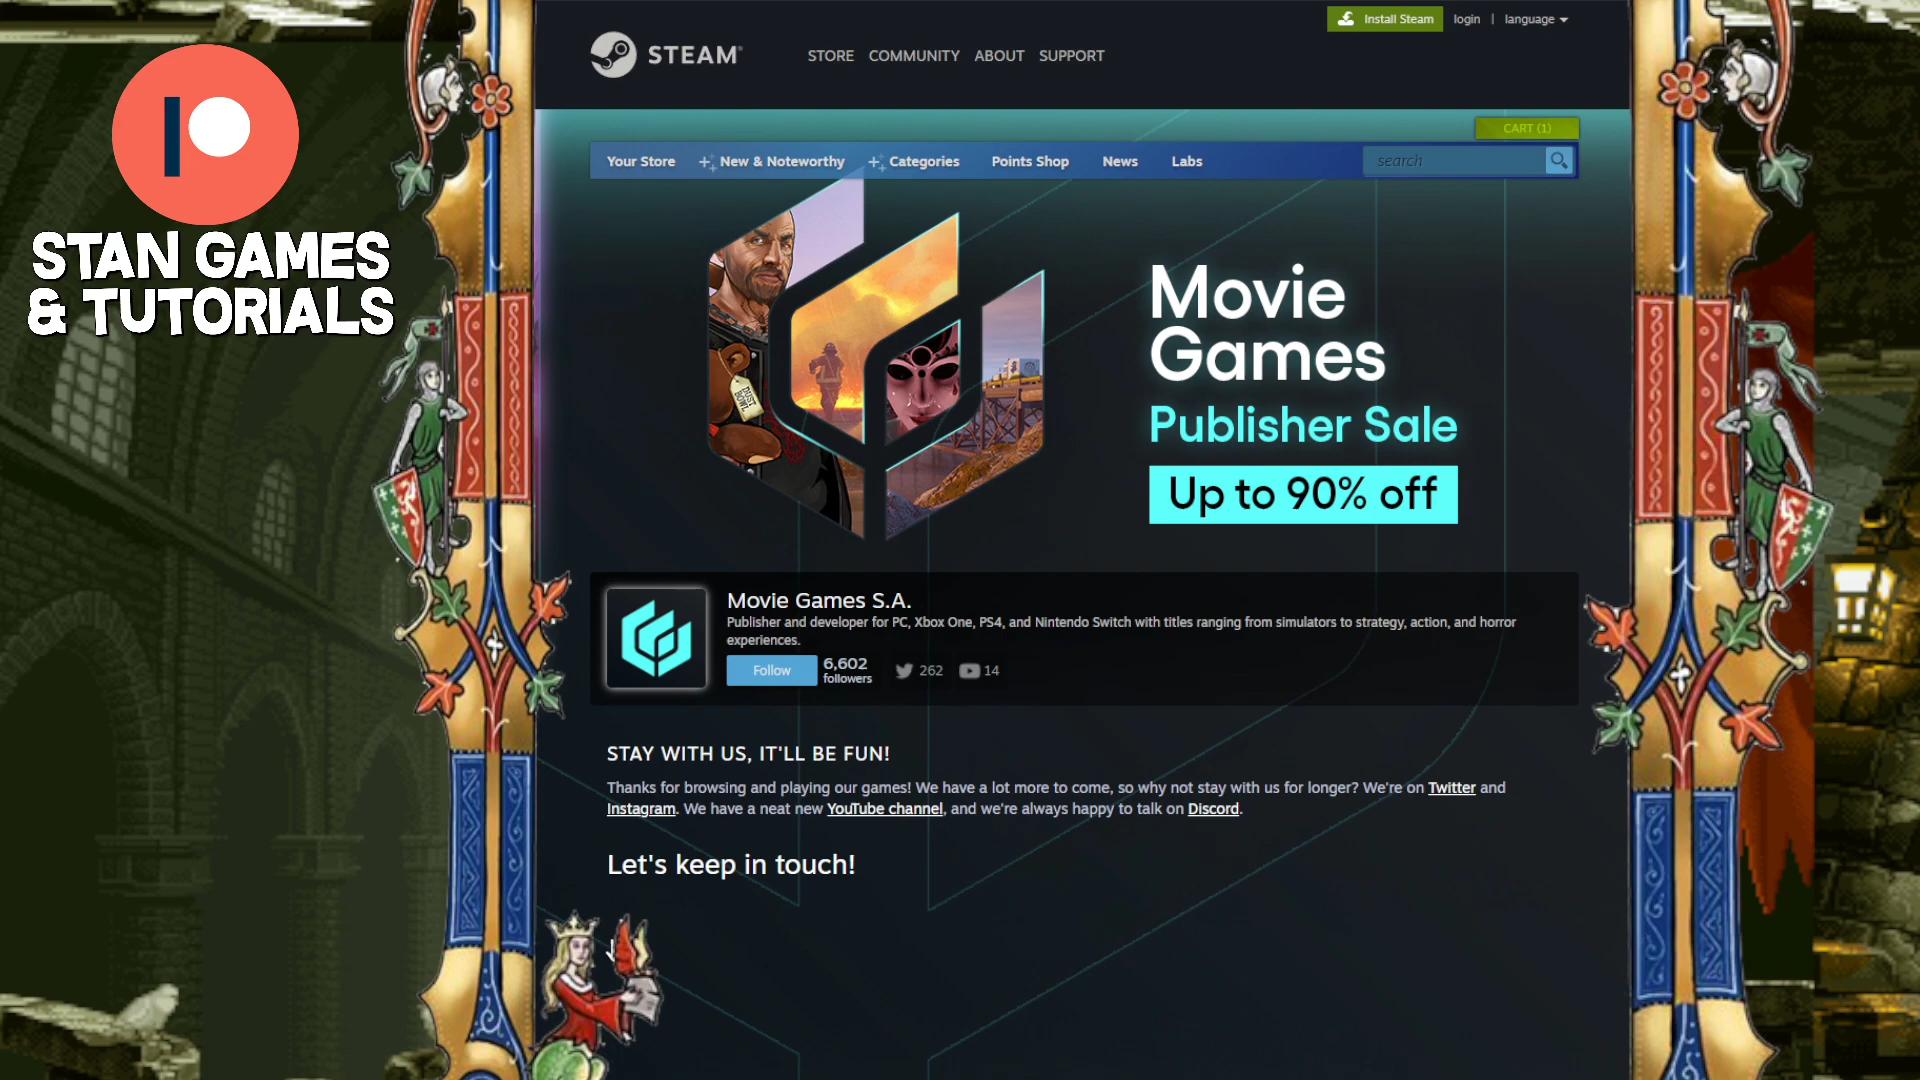 Install Steam login | language
STEAM
STORE COMMUNITY ABOUT SUPPORT
CART (1)
Your Store New & Noteworthy Categories Points Shop News Labs search
STAN GAMES
& TUTORIALS
Movie
Games
Publisher Sale
Up to 90% off
DUST
BOWL
Movie Games S.A.
Publisher and developer for PC, Xbox One, PS4, and Nintendo Switch with titles ranging from simulators to strategy, action, and horror
experiences.
Follow 6,602 followers 262 14
STAY WITH US, IT'LL BE FUN!
Thanks for browsing and playing our games! We have a lot more to come, so why not stay with us for longer? We're on Twitter and
Instagram. We have a neat new YouTube channel, and we're always happy to talk on Discord.
Let's keep in touch!